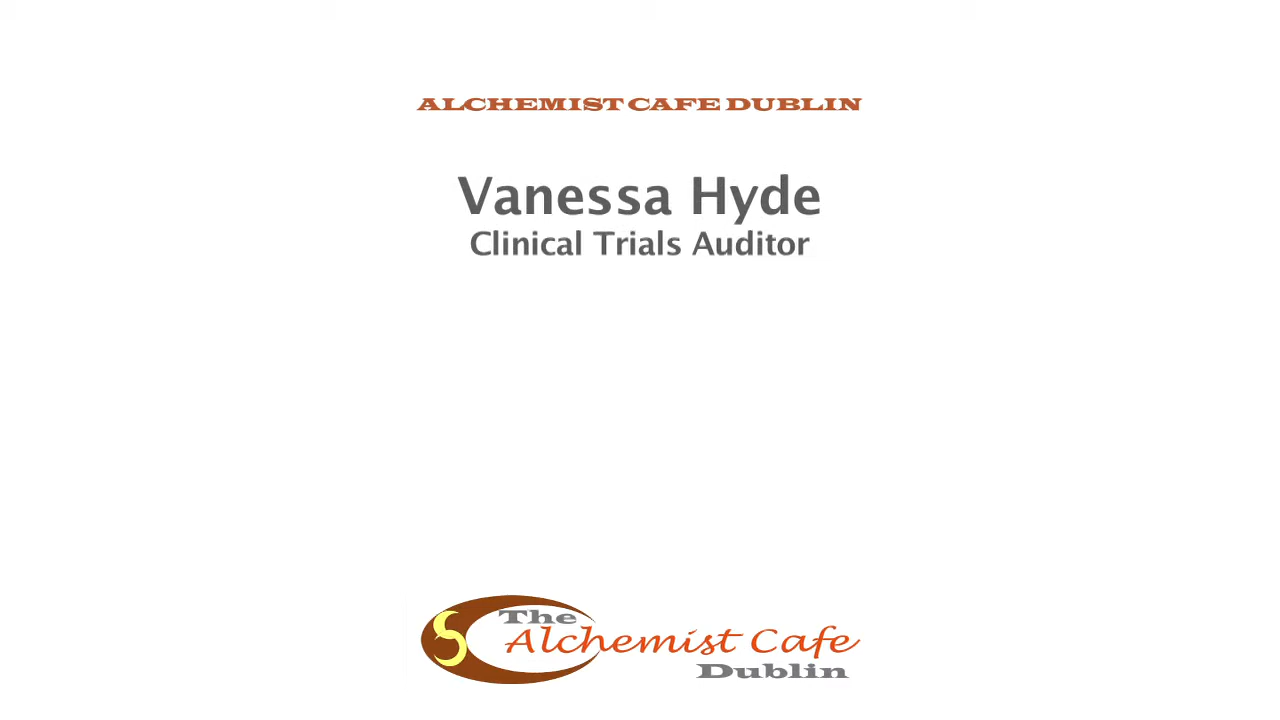 ALCHEMIST CAFE DUBLIN
Vanessa Hyde
Clinical Trials Auditor
The
Alchemist Cafe
Dublin